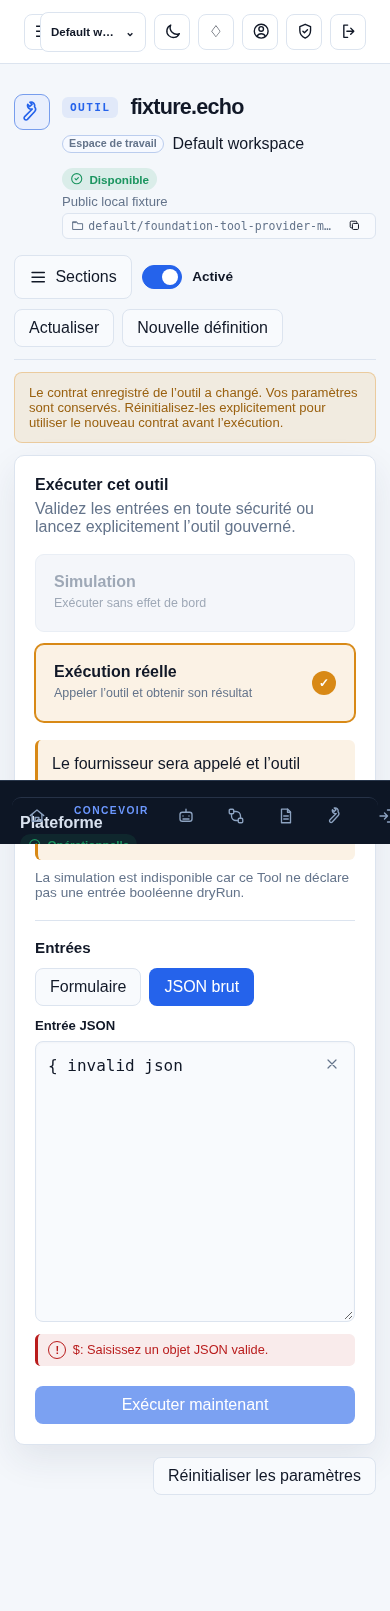 Default w… 
OUTIL fixture.echo
Espace de travail Default workspace
Disponible
Public local fixture
default/foundation-tool-provider-m…
Sections Activé
Actualiser Nouvelle définition
Le contrat enregistré de l’outil a changé. Vos paramètres
sont conservés. Réinitialisez-les explicitement pour
utiliser le nouveau contrat avant l’exécution.
Exécuter cet outil
Validez les entrées en toute sécurité ou
lancez explicitement l’outil gouverné.
Simulation
Exécuter sans effet de bord
Exécution réelle
Appeler l’outil et obtenir son résultat
Le fournisseur sera appelé et l’outil
CONCEVOIR
Plateforme
Opérationnelle
La simulation est indisponible car ce Tool ne déclare
pas une entrée booléenne dryRun.
Entrées
Formulaire JSON brut
Entrée JSON
{ invalid json
$: Saisissez un objet JSON valide.
Exécuter maintenant
Réinitialiser les paramètres